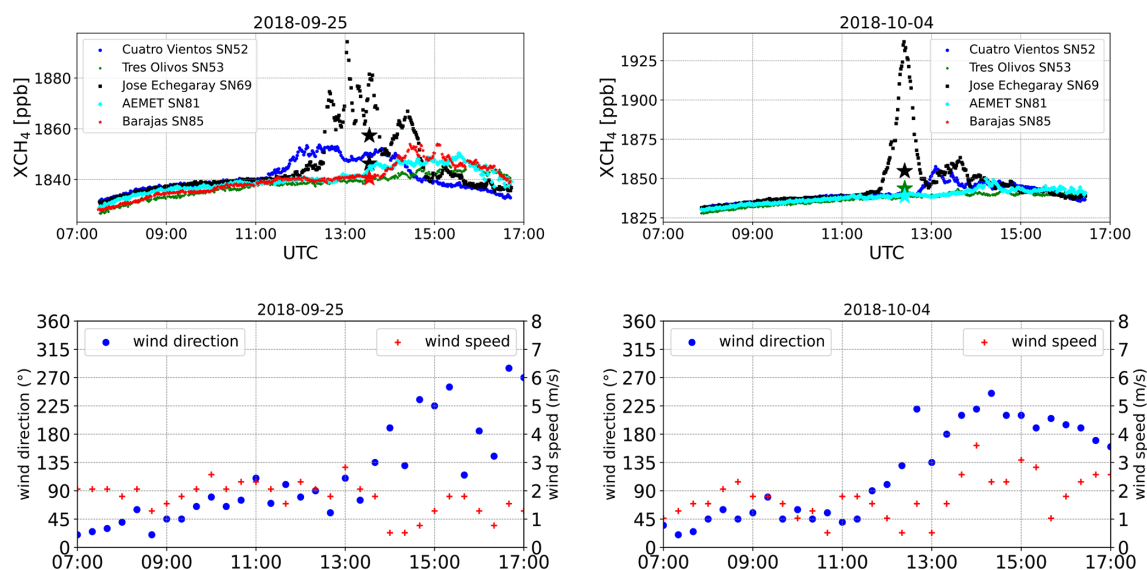 2018-09-25
XCH4 [ppb]
1880
1860
1840
Cuatro Vientos SN52
Tres Olivos SN53
Jose Echegaray SN69
AEMET SN81
Barajas SN85
07:00 09:00 11:00 13:00 15:00 17:00
UTC
2018-10-04
XCH4 [ppb]
1925
1900
1875
1850
1825
Cuatro Vientos SN52
Tres Olivos SN53
Jose Echegaray SN69
AEMET SN81
Barajas SN85
07:00 09:00 11:00 13:00 15:00 17:00
UTC
2018-09-25
wind direction (°)
360
315
270
225
180
135
90
45
0
wind direction
wind speed
8
7
6
5
4
3
2
1
0
wind speed (m/s)
07:00 09:00 11:00 13:00 15:00 17:00
2018-10-04
wind direction (°)
360
315
270
225
180
135
90
45
0
wind direction
wind speed
8
7
6
5
4
3
2
1
0
wind speed (m/s)
07:00 09:00 11:00 13:00 15:00 17:00